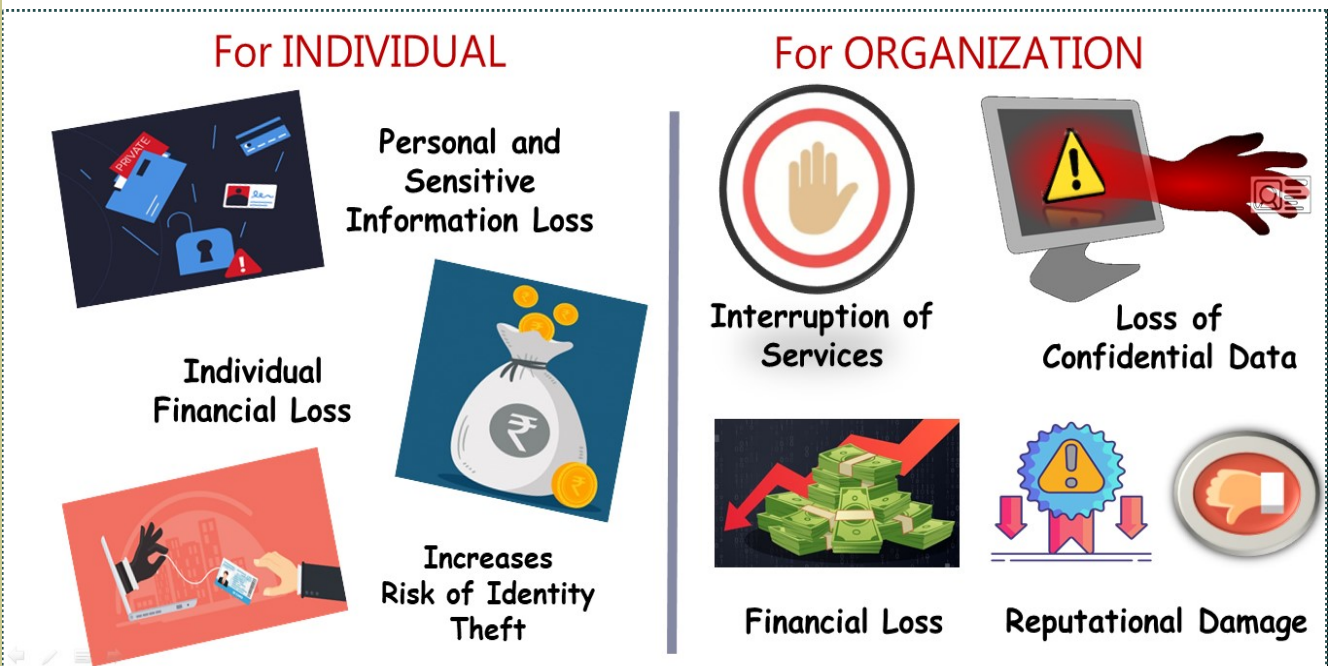 For INDIVIDUAL
PRIVATE
Personal and
Sensitive
Information Loss
Individual
Financial Loss
₹
Increases
Risk of Identity
Theft
For ORGANIZATION
Interruption of
Services
Loss of
Confidential Data
Financial Loss
Reputational Damage